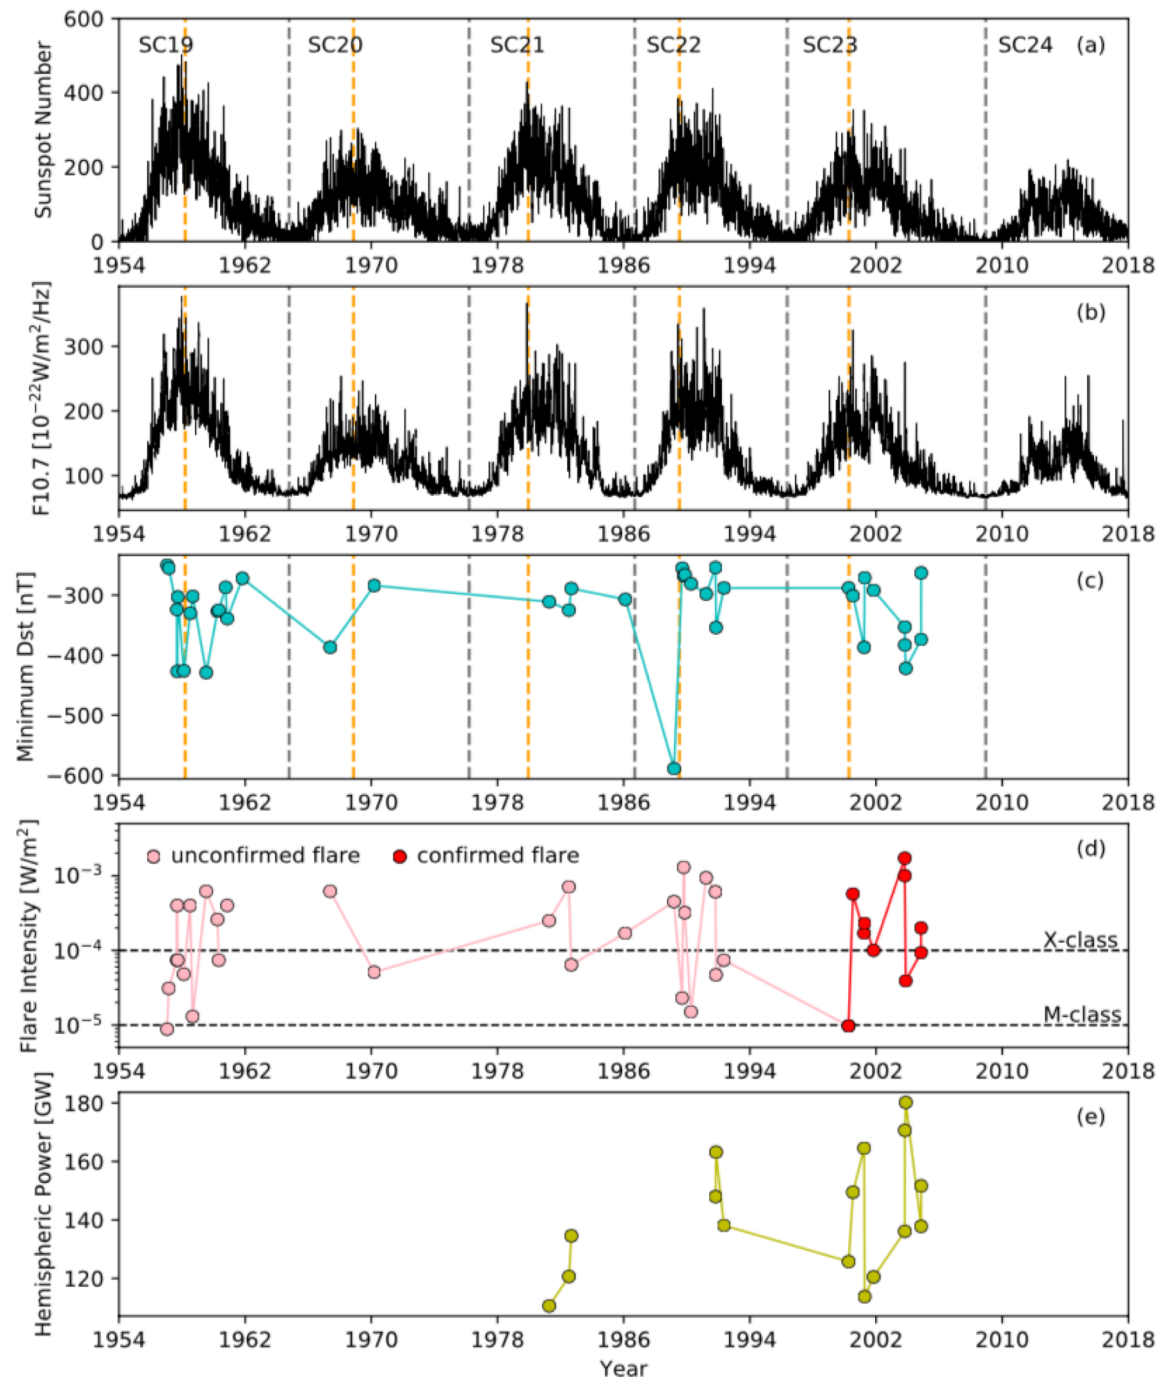 SC19 SC20 SC21 SC22 SC23 SC24 (a)
Sunspot Number
600
400
200
0
1954 1962 1970 1978 1986 1994 2002 2010 2018
(b)
F10.7 [10⁻²²W/m²/Hz]
300
200
100
1954 1962 1970 1978 1986 1994 2002 2010 2018
(c)
Minimum Dst [nT]
−300
−400
−500
−600
1954 1962 1970 1978 1986 1994 2002 2010 2018
unconfirmed flare confirmed flare (d)
Flare Intensity [W/m²]
10⁻³
10⁻⁴
10⁻⁵
X-class
M-class
1954 1962 1970 1978 1986 1994 2002 2010 2018
(e)
Hemispheric Power [GW]
180
160
140
120
1954 1962 1970 1978 1986 1994 2002 2010 2018
Year